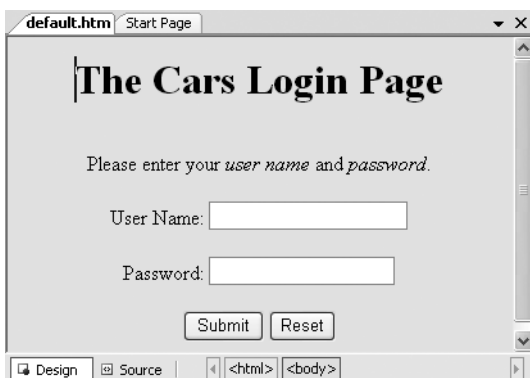 default.htm Start Page
The Cars Login Page
Please enter your user name and password.
User Name:
Password:
Submit Reset
Design Source <html> <body>